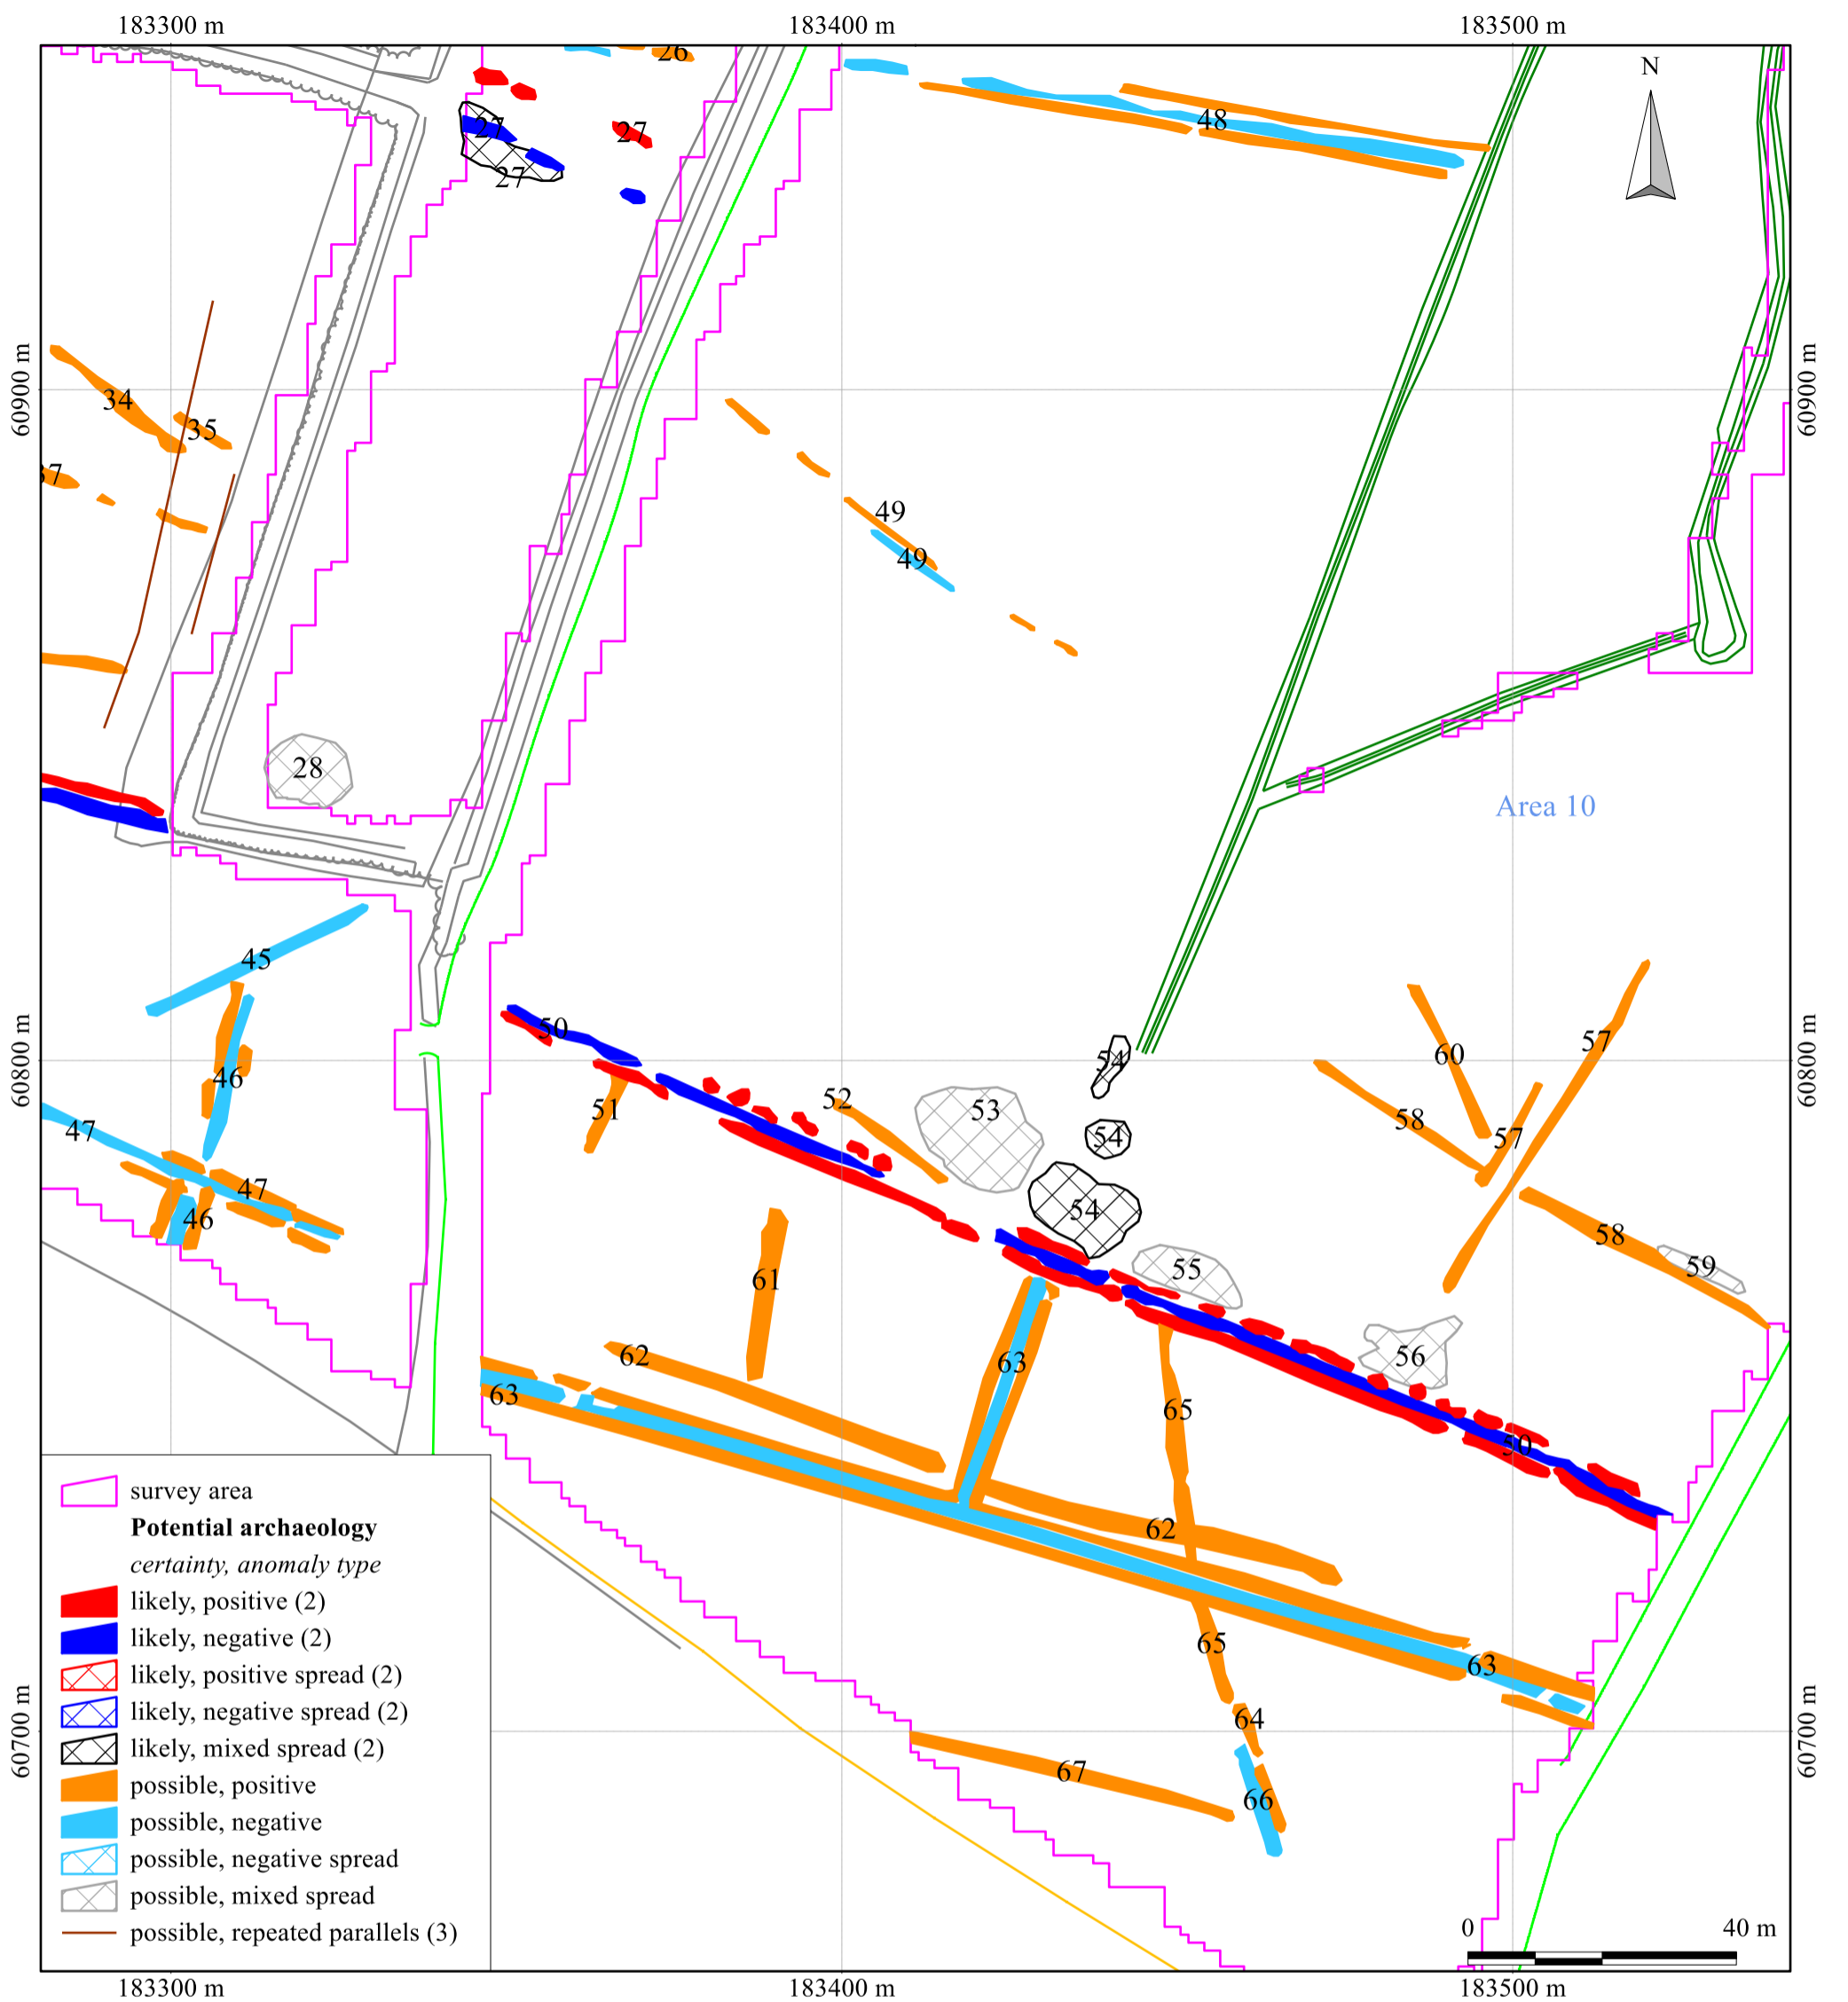 183300 m 183400 m 183500 m
26
N
27 27
48
27
60900 m 60900 m
34
35
49
49
28
Area 10
45
50
60800 m 60800 m
57
60
54
46
52 53
51
58
47
54
57
47
54
46
58
55 59
61
62 56
63
63
65
50
62
65
63
64
60700 m 60700 m
67
66
survey area
Potential archaeology
certainty, anomaly type
likely, positive (2)
likely, negative (2)
likely, positive spread (2)
likely, negative spread (2)
likely, mixed spread (2)
possible, positive
possible, negative
possible, negative spread
possible, mixed spread
possible, repeated parallels (3)
0 40 m
183300 m 183400 m 183500 m